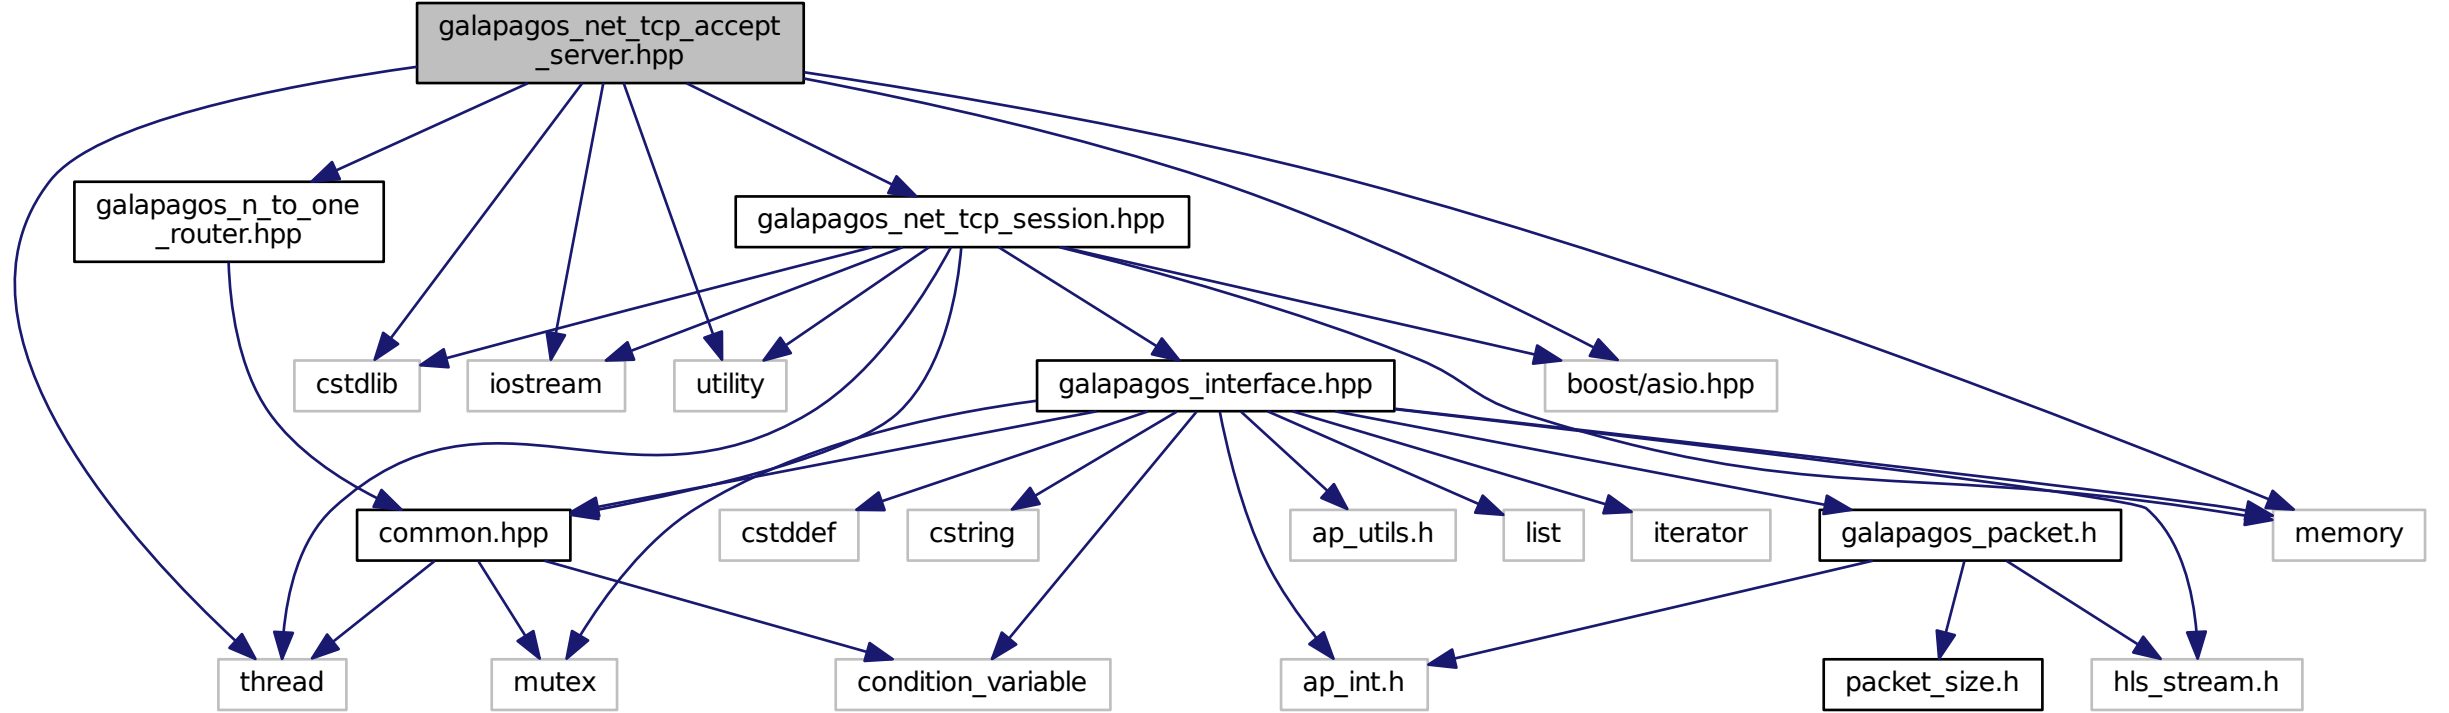 galapagos_net_tcp_accept
_server.hpp
galapagos_n_to_one
_router.hpp
galapagos_net_tcp_session.hpp
cstdlib
iostream
utility
galapagos_interface.hpp
boost/asio.hpp
common.hpp
cstddef
cstring
ap_utils.h
list
iterator
galapagos_packet.h
memory
thread
mutex
condition_variable
ap_int.h
packet_size.h
hls_stream.h